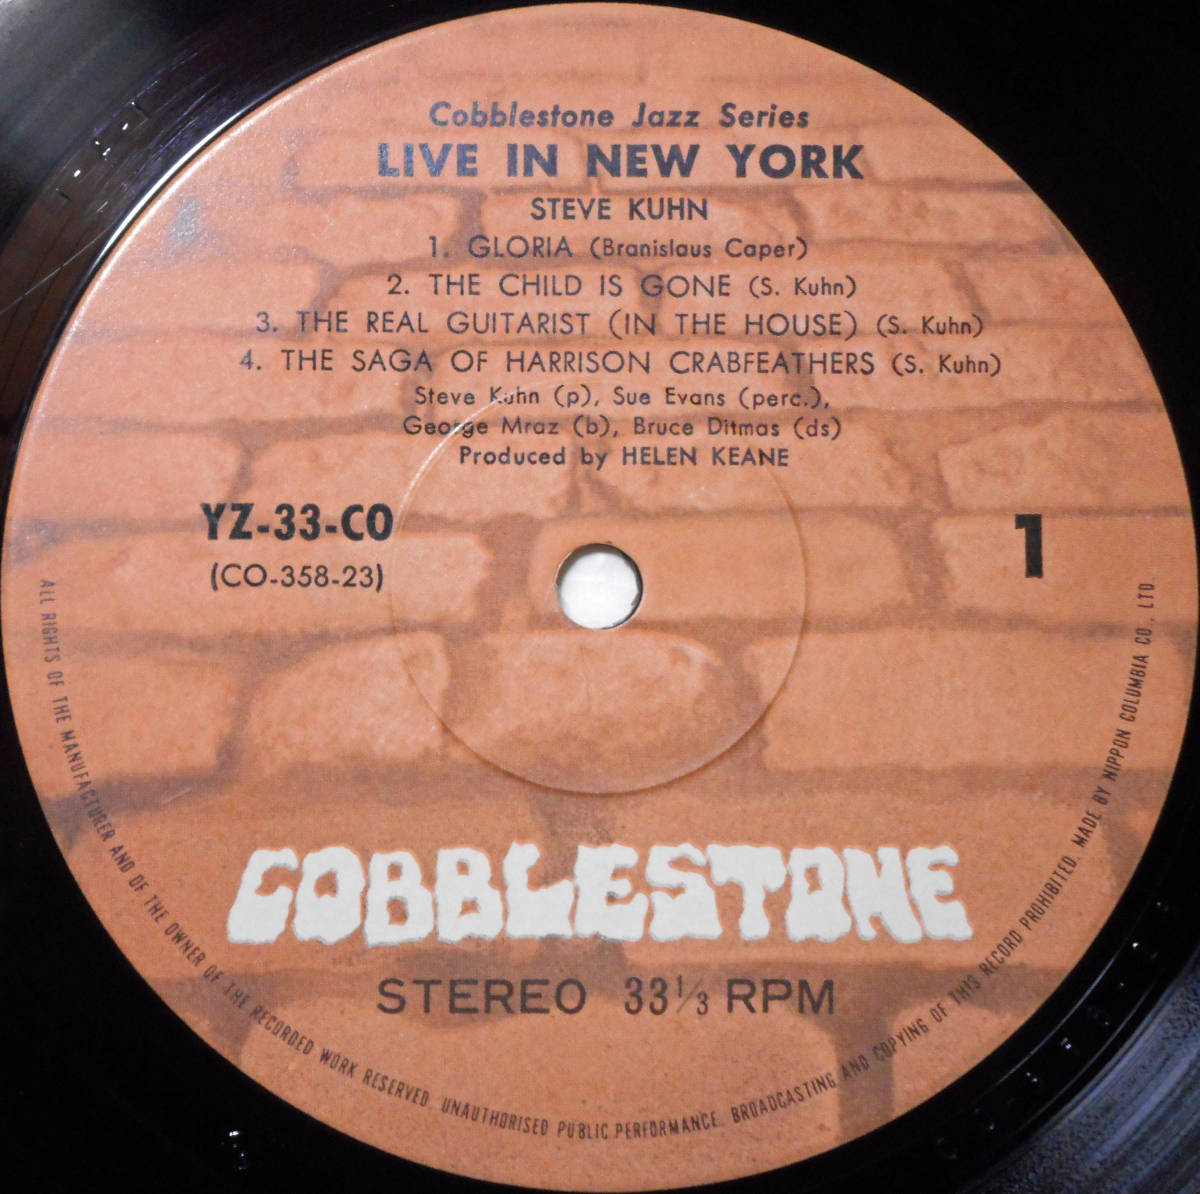 Cobblestone Jazz Series
LIVE IN NEW YORK
STEVE KUHN
1. GLORIA (Branislaus Caper)
2. THE CHILD IS GONE (S. Kuhn)
3. THE REAL GUITARIST (IN THE HOUSE) (S. Kuhn)
4. THE SAGA OF HARRISON CRABFEATHERS (S. Kuhn)
Steve Kuhn (p), Sue Evans (perc.),
George Mraz (b), Bruce Ditmas (ds)
Produced by HELEN KEANE
YZ-33-CO
(CO-358-23)
1
COBBLESTONE
STEREO 33 1/3 RPM
ALL RIGHTS OF THE MANUFACTURER AND OF THE OWNER OF THE RECORDED WORK RESERVED. UNAUTHORISED PUBLIC PERFORMANCE. BROADCASTING AND COPYING OF THIS RECORD PROHIBITED. MADE BY NIPPON COLUMBIA CO., LTD.